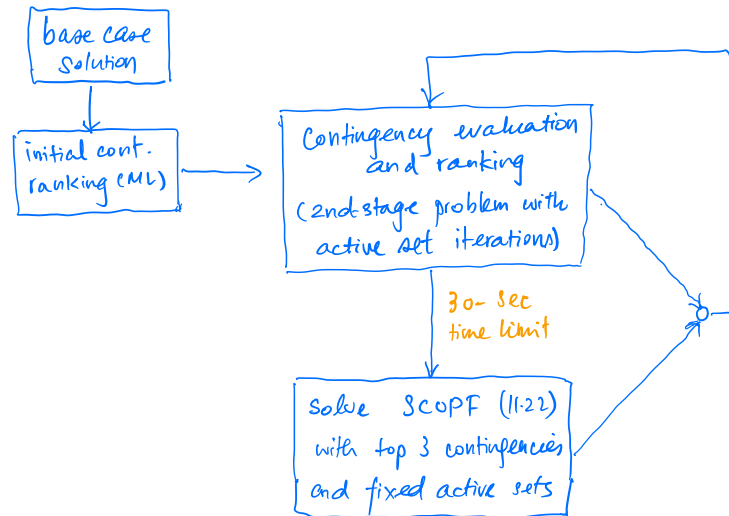 base case
solution
initial cont.
ranking (ML)
Contingency evaluation
and ranking
(2nd-stage problem with
active set iterations)
30-sec
time limit
solve SCOPF (11.22)
with top 3 contingencies
and fixed active sets